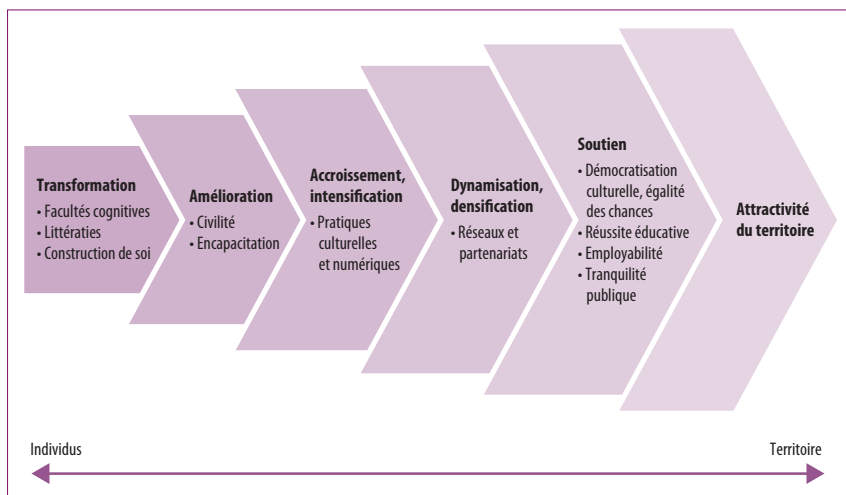 Transformation
• Facultés cognitives
• Littératies
• Construction de soi
Amélioration
• Civilité
• Encapacitation
Accroissement,
intensification
• Pratiques
culturelles
et numériques
Dynamisation,
densification
• Réseaux et
partenariats
Soutien
• Démocratisation
culturelle, égalité
des chances
• Réussite éducative
• Employabilité
• Tranquilité
publique
Attractivité
du territoire
Individus
Territoire